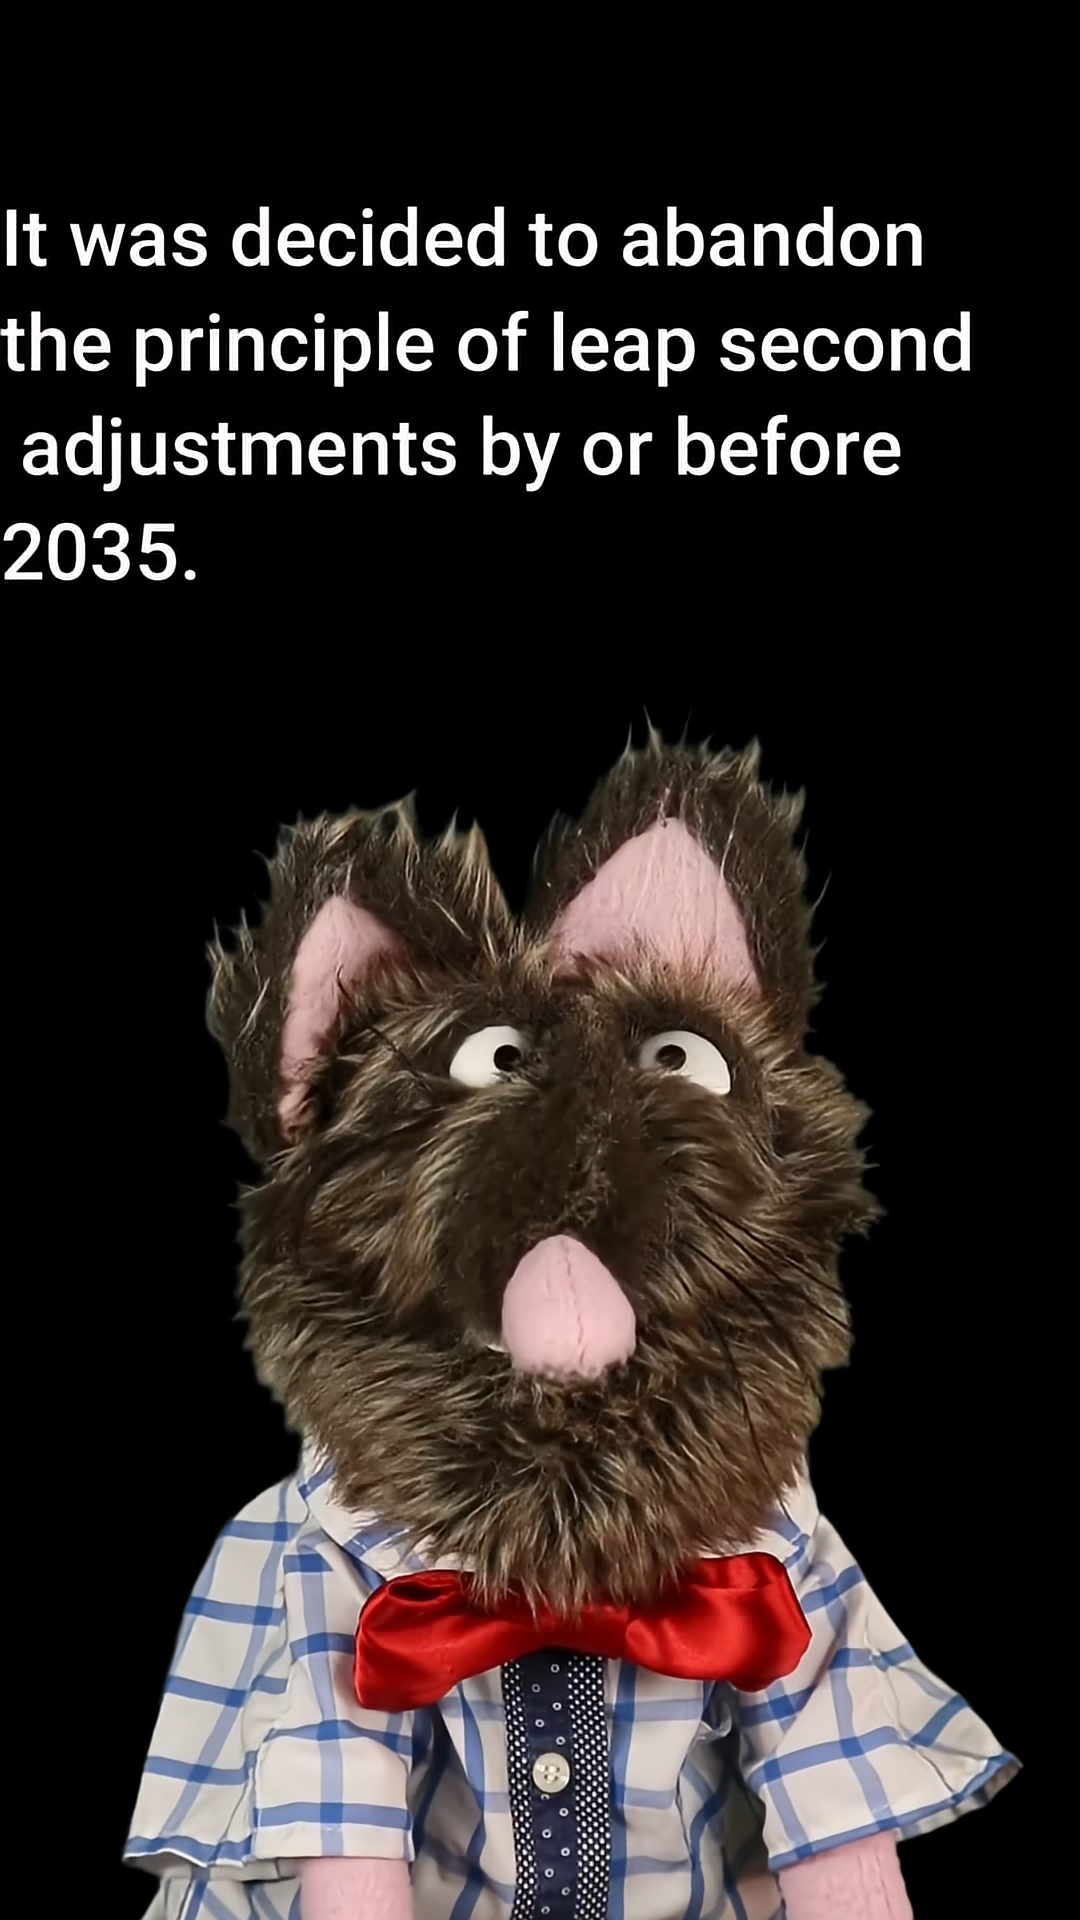 It was decided to abandon
the principle of leap second
adjustments by or before
2035.